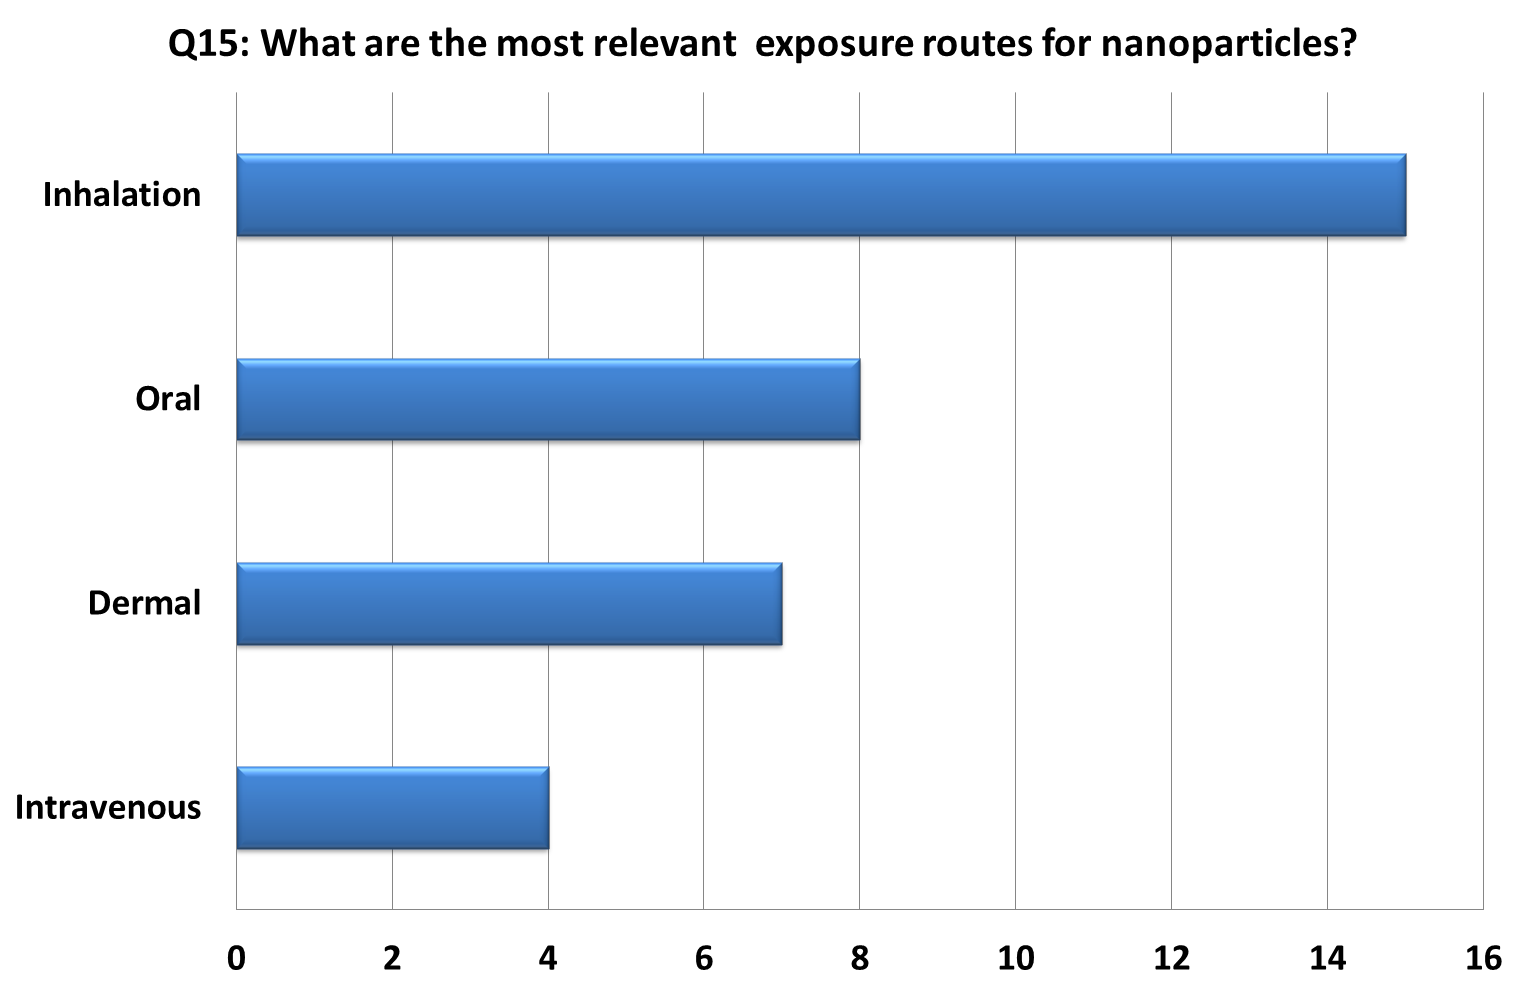 Q15: What are the most relevant  exposure routes for nanoparticles?
Inhalation
Oral
Dermal
Intravenous
0 2 4 6 8 10 12 14 16